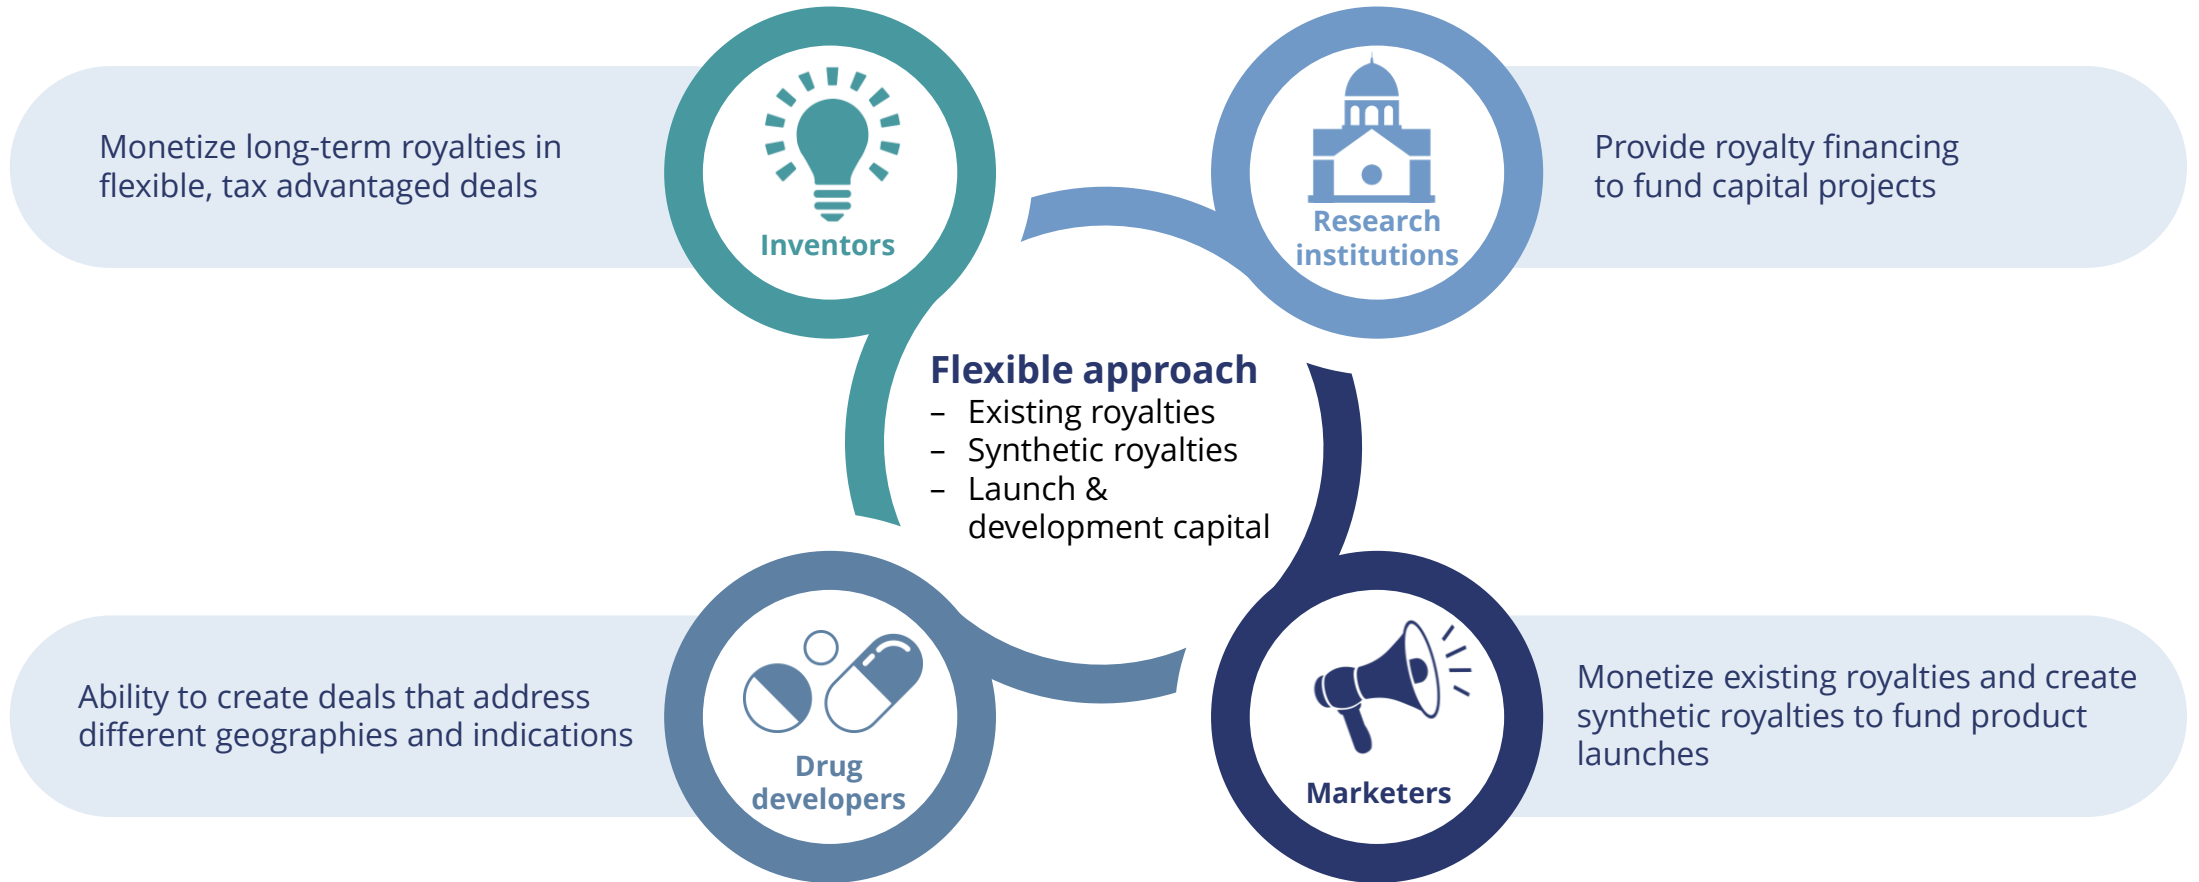 Monetize long-term royalties in
flexible, tax advantaged deals
Inventors
Research
institutions
Provide royalty financing
to fund capital projects
Flexible approach
– Existing royalties
– Synthetic royalties
– Launch &
development capital
Ability to create deals that address
different geographies and indications
Drug
developers
Marketers
Monetize existing royalties and create
synthetic royalties to fund product
launches